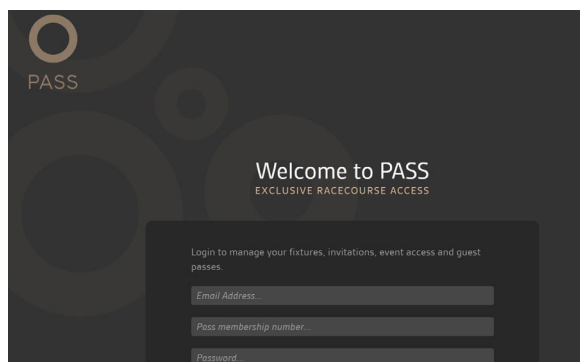 PASS
Welcome to PASS
EXCLUSIVE RACECOURSE ACCESS
Login to manage your fixtures, invitations, event access and guest
passes.
Email Address...
Pass membership number...
Password...